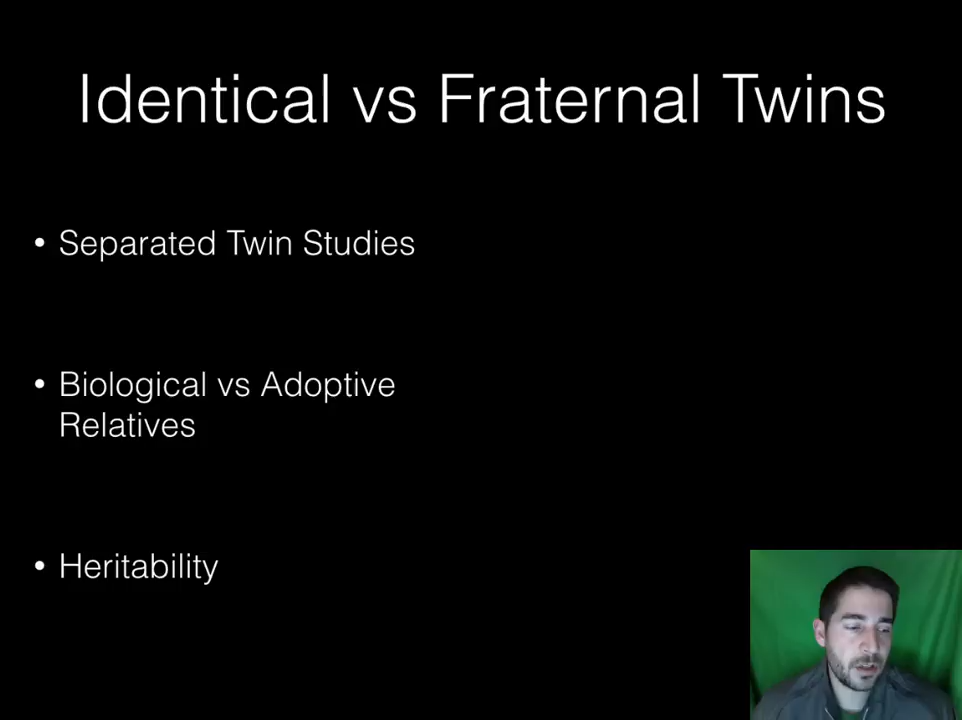 Identical vs Fraternal Twins
• Separated Twin Studies
• Biological vs Adoptive
Relatives
• Heritability